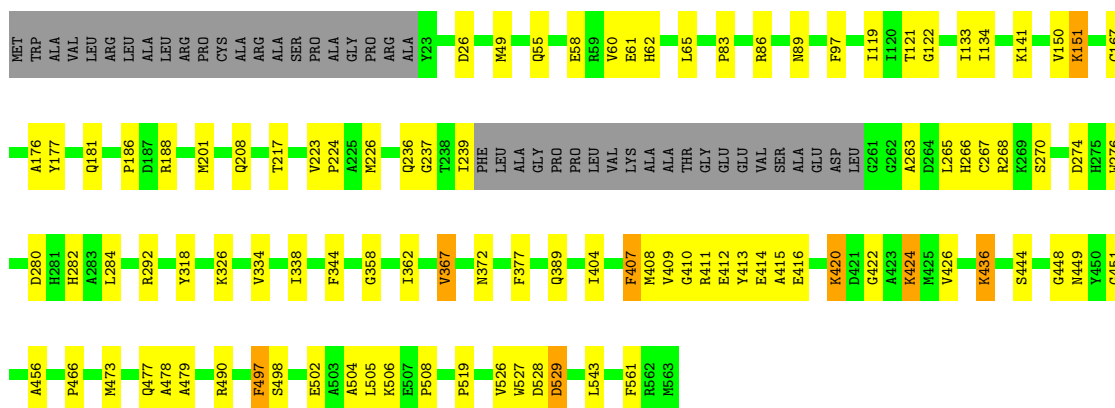 MET TRP ALA VAL LEU ARG LEU ALA LEU ARG PRO CYS ALA ARG ALA SER PRO ALA GLY PRO ARG ALA Y23 D26 M49 Q55 E58 R59 V60 E61 H62 L65 P83 R86 N89 F97 I119 I120 T121 G122 I133 I134 K141 V150 K151
A176 Y177 Q181 P186 D187 R188 M201 Q208 T217 V223 P224 A225 M226 Q236 G237 T238 I239 PHE LEU ALA GLY PRO PRO LEU VAL LYS ALA ALA THR GLY GLU GLU VAL SER ALA GLU ASP LEU G261 G262 A263 D264 L265 H266 C267 R268 K269 S270 D274 H275
D280 H281 H282 A283 L284 R292 Y318 K326 V334 I338 F344 G358 I362 V367 N372 F377 Q389 I404 F407 M408 V409 G410 R411 E412 Y413 E414 A415 E416 K420 D421 G422 A423 K424 M425 V426 K436 S444 G448 N449 Y450
A456 P466 M473 Q477 A478 A479 R490 F497 S498 E502 A503 A504 L505 K506 E507 P508 P519 V526 W527 D528 D529 L543 F561 R562 M563